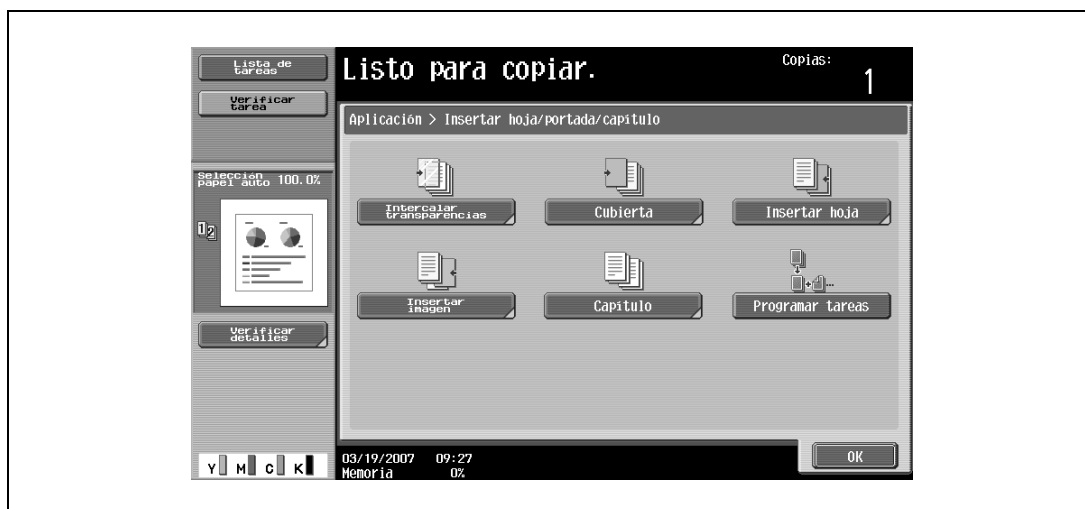 Lista de
tareas
Verificar
tarea
Selección
papel auto 100.0%
1 2
Verificar
detalles
Y M C K
Listo para copiar.
Copias:
1
Aplicación > Insertar hoja/portada/capítulo
Intercalar
transparencias
Cubierta
Insertar hoja
Insertar
imagen
Capítulo
Programar tareas
03/19/2007 09:27
Memoria 0%
OK